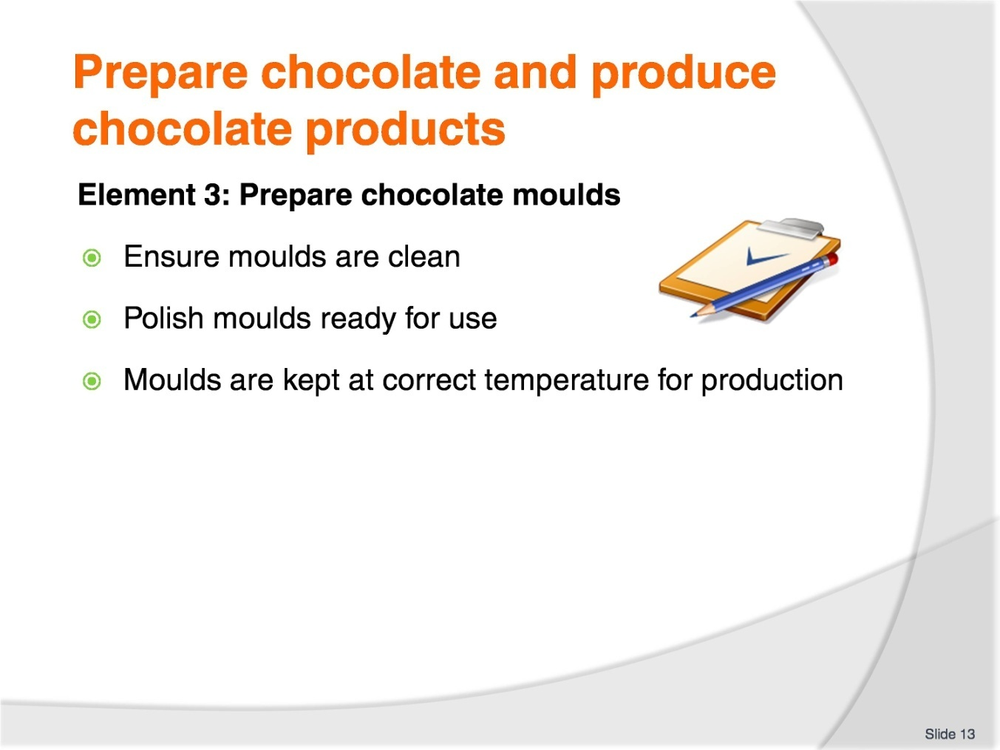 Prepare chocolate and produce
chocolate products
Element 3: Prepare chocolate moulds
Ensure moulds are clean
Polish moulds ready for use
Moulds are kept at correct temperature for production
Slide 13